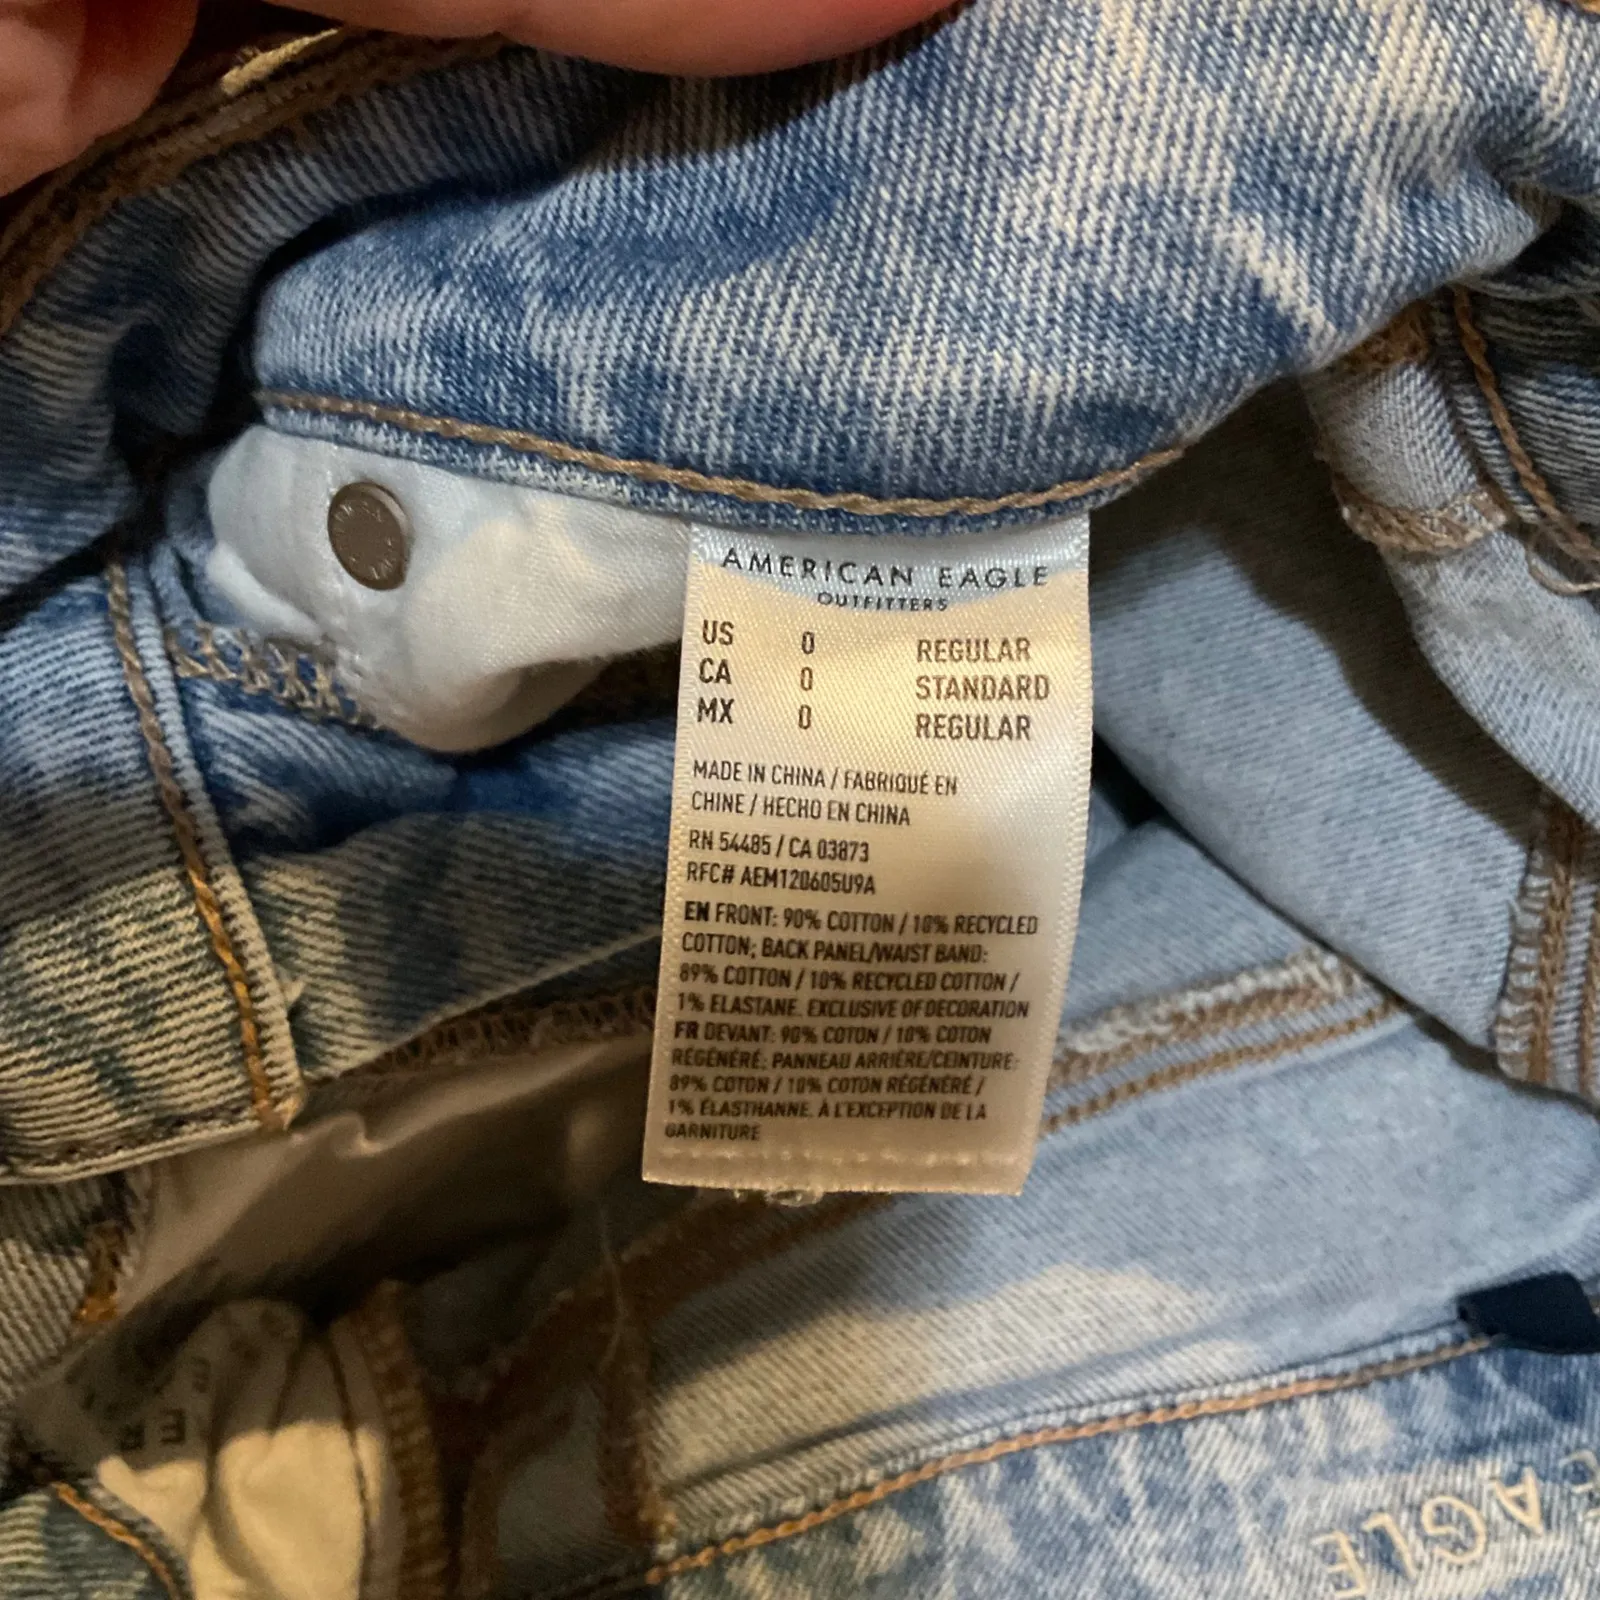 AMERICAN EAGLE
OUTFITTERS
US 0 REGULAR
CA 0 STANDARD
MX 0 REGULAR
MADE IN CHINA / FABRIQUÉ EN
CHINE / HECHO EN CHINA
RN 54485 / CA 03873
RFC# AEM120605U9A
EN FRONT: 90% COTTON / 10% RECYCLED
COTTON; BACK PANEL/WAIST BAND:
89% COTTON / 10% RECYCLED COTTON /
1% ELASTANE. EXCLUSIVE OF DECORATION
FR DEVANT: 90% COTON / 10% COTON
RÉGÉNÉRÉ; PANNEAU ARRIÈRE/CEINTURE:
89% COTON / 10% COTON RÉGÉNÉRÉ /
1% ÉLASTHANNE. À L'EXCEPTION DE LA
GARNITURE
EAGLE